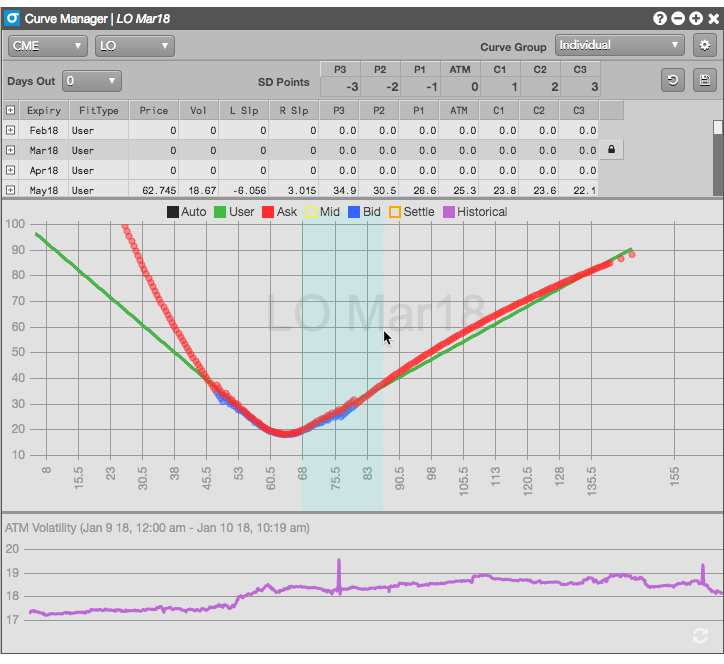 Curve Manager | LO Mar18
CME LO Curve Group Individual
Days Out 0 SD Points P3 P2 P1 ATM C1 C2 C3
-3 -2 -1 0 1 2 3
Expiry FitType Price Vol L Slp R Slp P3 P2 P1 ATM C1 C2 C3
Feb18 User 0 0 0 0 0.0 0.0 0.0 0.0 0.0 0.0 0.0
Mar18 User 0 0 0 0 0.0 0.0 0.0 0.0 0.0 0.0 0.0
Apr18 User 0 0 0 0 0.0 0.0 0.0 0.0 0.0 0.0 0.0
May18 User 62.745 18.67 -6.056 3.015 34.9 30.5 26.6 25.3 23.8 23.6 22.1
Auto User Ask Mid Bid Settle Historical
100
90
80
70
LO Mar18
60
50
40
30
20
10
8 15.5 23 30.5 38 45.5 53 60.5 68 75.5 83 90.5 98 105.5 113 120.5 128 135.5 155
ATM Volatility (Jan 9 18, 12:00 am - Jan 10 18, 10:19 am)
20
19
18
17